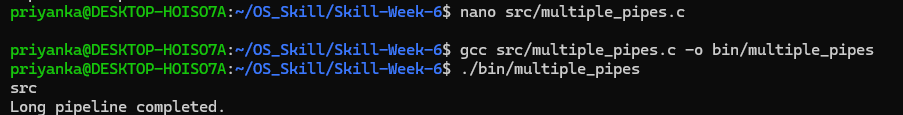 priyanka@DESKTOP-HOISO7A:~/OS_Skill/Skill-Week-6$ nano src/multiple_pipes.c
priyanka@DESKTOP-HOISO7A:~/OS_Skill/Skill-Week-6$ gcc src/multiple_pipes.c -o bin/multiple_pipes
priyanka@DESKTOP-HOISO7A:~/OS_Skill/Skill-Week-6$ ./bin/multiple_pipes
src
Long pipeline completed.